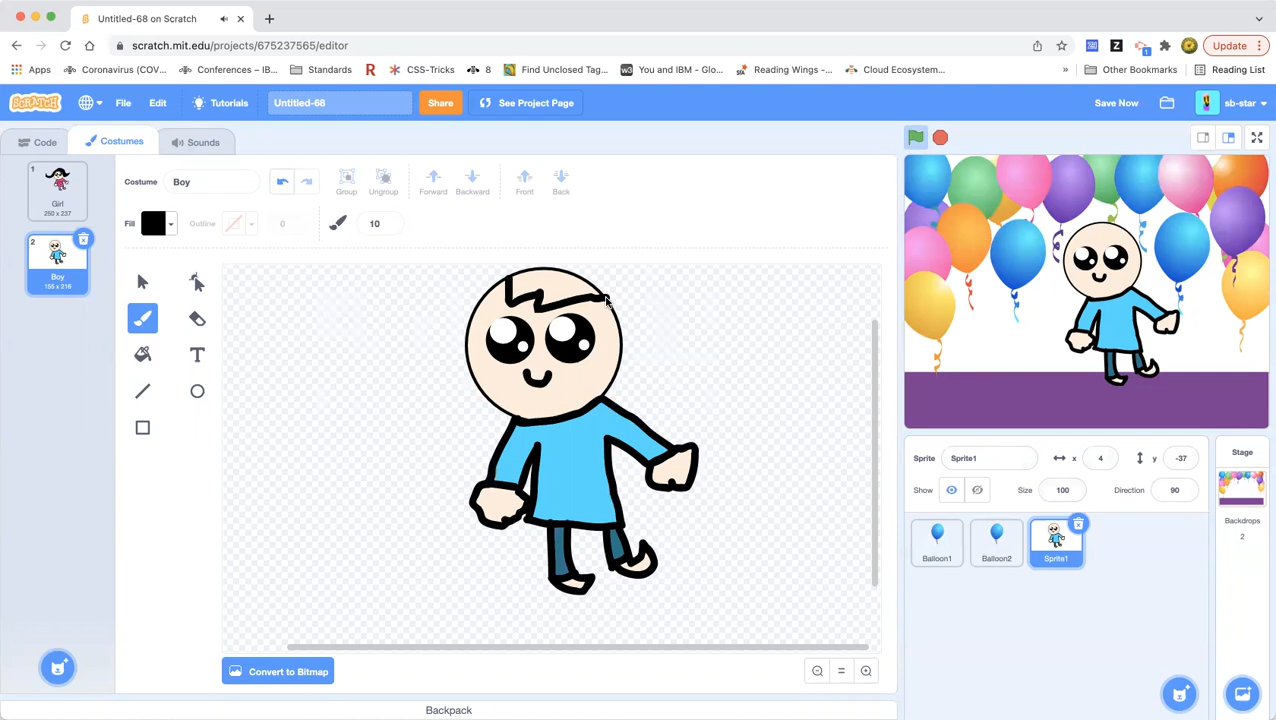 Untitled-68 on Scratch
scratch.mit.edu/projects/675237565/editor
Update
Apps
Coronavirus (COV...
Conferences – IB...
Standards
R
CSS-Tricks
8
Find Unclosed Tag...
w3
You and IBM - Glo...
Reading Wings -...
Cloud Ecosystem...
»
Other Bookmarks
Reading List
SCRATCH
File
Edit
Tutorials
Untitled-68
Share
See Project Page
Save Now
sb-star
Code
Costumes
Sounds
1
Girl
250 x 237
2
Boy
155 x 216
Costume
Boy
Group
Ungroup
Forward
Backward
Front
Back
Fill
Outline
0
10
T
Convert to Bitmap
Backpack
Sprite
Sprite1
x
4
y
-37
Show
Size
100
Direction
90
Balloon1
Balloon2
Sprite1
Stage
Backdrops
2